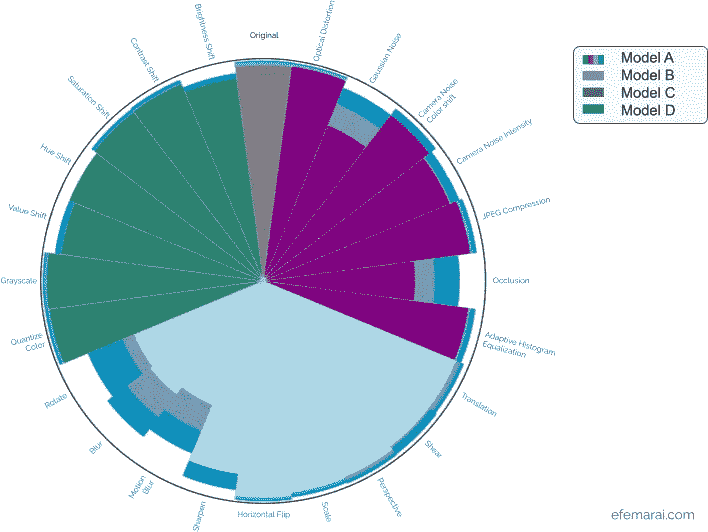 Original
Optical Distortion
Gaussian Noise
Camera Noise
Color shift
Camera Noise Intensity
JPEG Compression
Occlusion
Adaptive Histogram
Equalization
Translation
Shear
Perspective
Scale
Horizontal Flip
Sharpen
Motion
Blur
Blur
Rotate
Quantize
Color
Grayscale
Value Shift
Hue Shift
Saturation Shift
Contrast Shift
Brightness Shift
Model A
Model B
Model C
Model D
efemarai.com